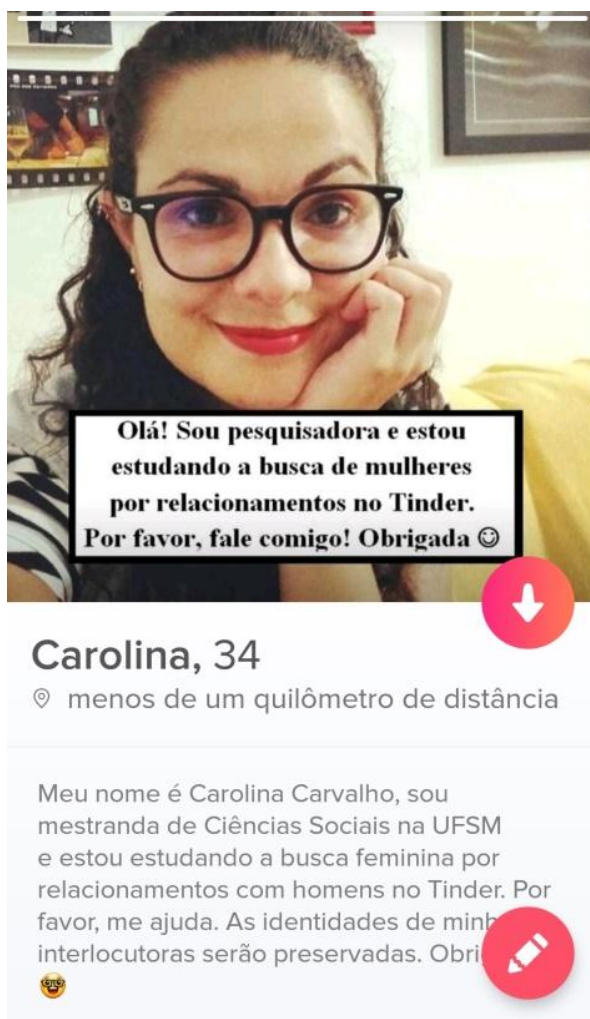 Olá! Sou pesquisadora e estou
estudando a busca de mulheres
por relacionamentos no Tinder.
Por favor, fale comigo! Obrigada ☺
Carolina, 34
menos de um quilômetro de distância
Meu nome é Carolina Carvalho, sou
mestranda de Ciências Sociais na UFSM
e estou estudando a busca feminina por
relacionamentos com homens no Tinder. Por
favor, me ajuda. As identidades de
interlocutoras serão preservadas.